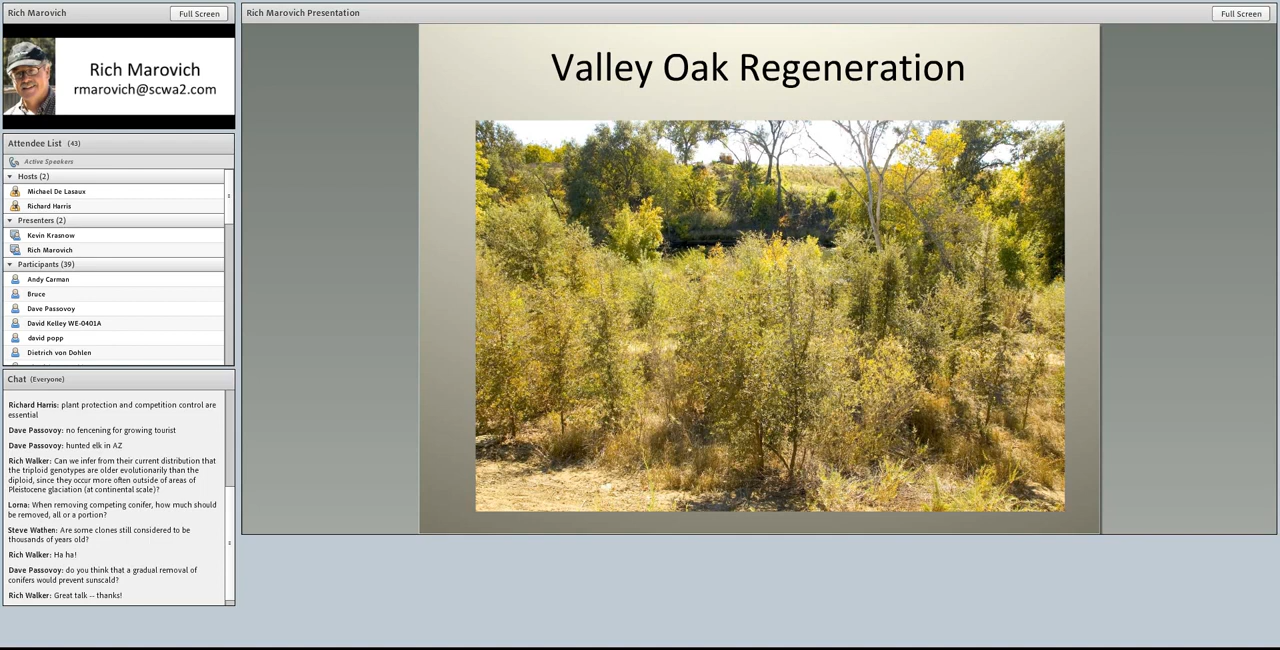 Rich Marovich
Full Screen
Rich Marovich
rmarovich@scwa2.com
Attendee List (43)
Active Speakers
Hosts (2)
Michael De Lasaux
Richard Harris
Presenters (2)
Kevin Krasnow
Rich Marovich
Participants (39)
Andy Carman
Bruce
Dave Passovoy
David Kelley WE-0401A
david popp
Dietrich von Dohlen
Chat (Everyone)
Richard Harris: plant protection and competition control are
essential
Dave Passovoy: no fencening for growing tourist
Dave Passovoy: hunted elk in AZ
Rich Walker: Can we infer from their current distribution that
the triploid genotypes are older evolutionarily than the
diploid, since they occur more often outside of areas of
Pleistocene glaciation (at continental scale)?
Lorna: When removing competing conifer, how much should
be removed, all or a portion?
Steve Wathen: Are some clones still considered to be
thousands of years old?
Rich Walker: Ha ha!
Dave Passovoy: do you think that a gradual removal of
conifers would prevent sunscald?
Rich Walker: Great talk -- thanks!
Rich Marovich Presentation
Full Screen
Valley Oak Regeneration